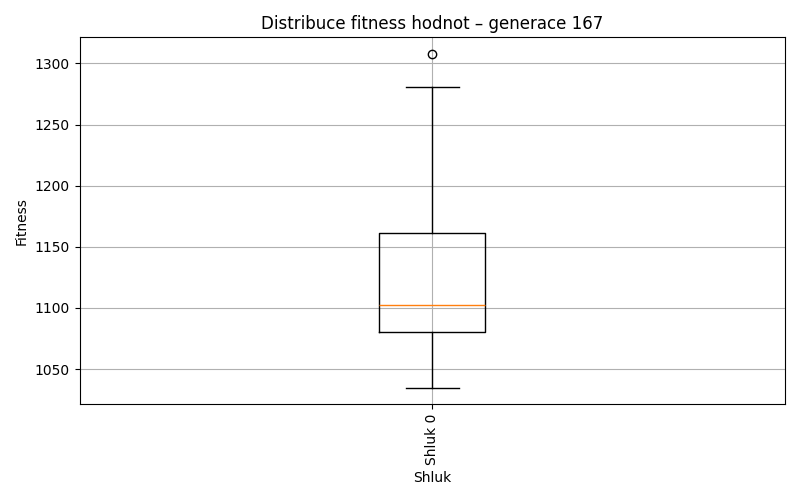 Distribuce fitness hodnot – generace 167
1300
1250
1200
1150
1100
1050
Fitness
Shluk 0
Shluk